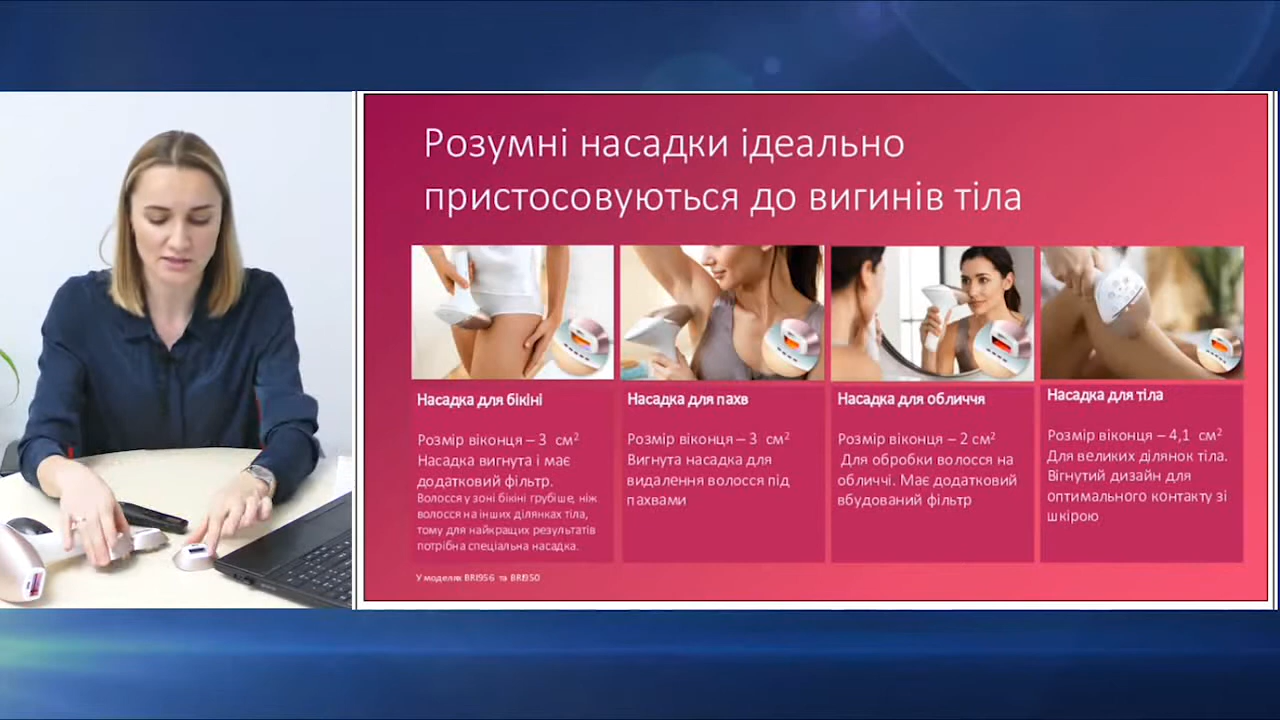 Розумні насадки ідеально
пристосовуються до вигинів тіла
Насадка для бікіні
Розмір віконця – 3 см²
Насадка вигнута і має
додатковий фільтр.
Волосся у зоні бікіні грубіше, ніж
волосся на інших ділянках тіла,
тому для найкращих результатів
потрібна спеціальна насадка.
Насадка для пахв
Розмір віконця – 3 см²
Вигнута насадка для
видалення волосся під
пахвами
Насадка для обличчя
Розмір віконця – 2 см²
Для обробки волосся на
обличчі. Має додатковий
вбудований фільтр
Насадка для тіла
Розмір віконця – 4,1 см²
Для великих ділянок тіла.
Вігнутий дизайн для
оптимального контакту зі
шкірою
У моделях BRI956 та BRI950